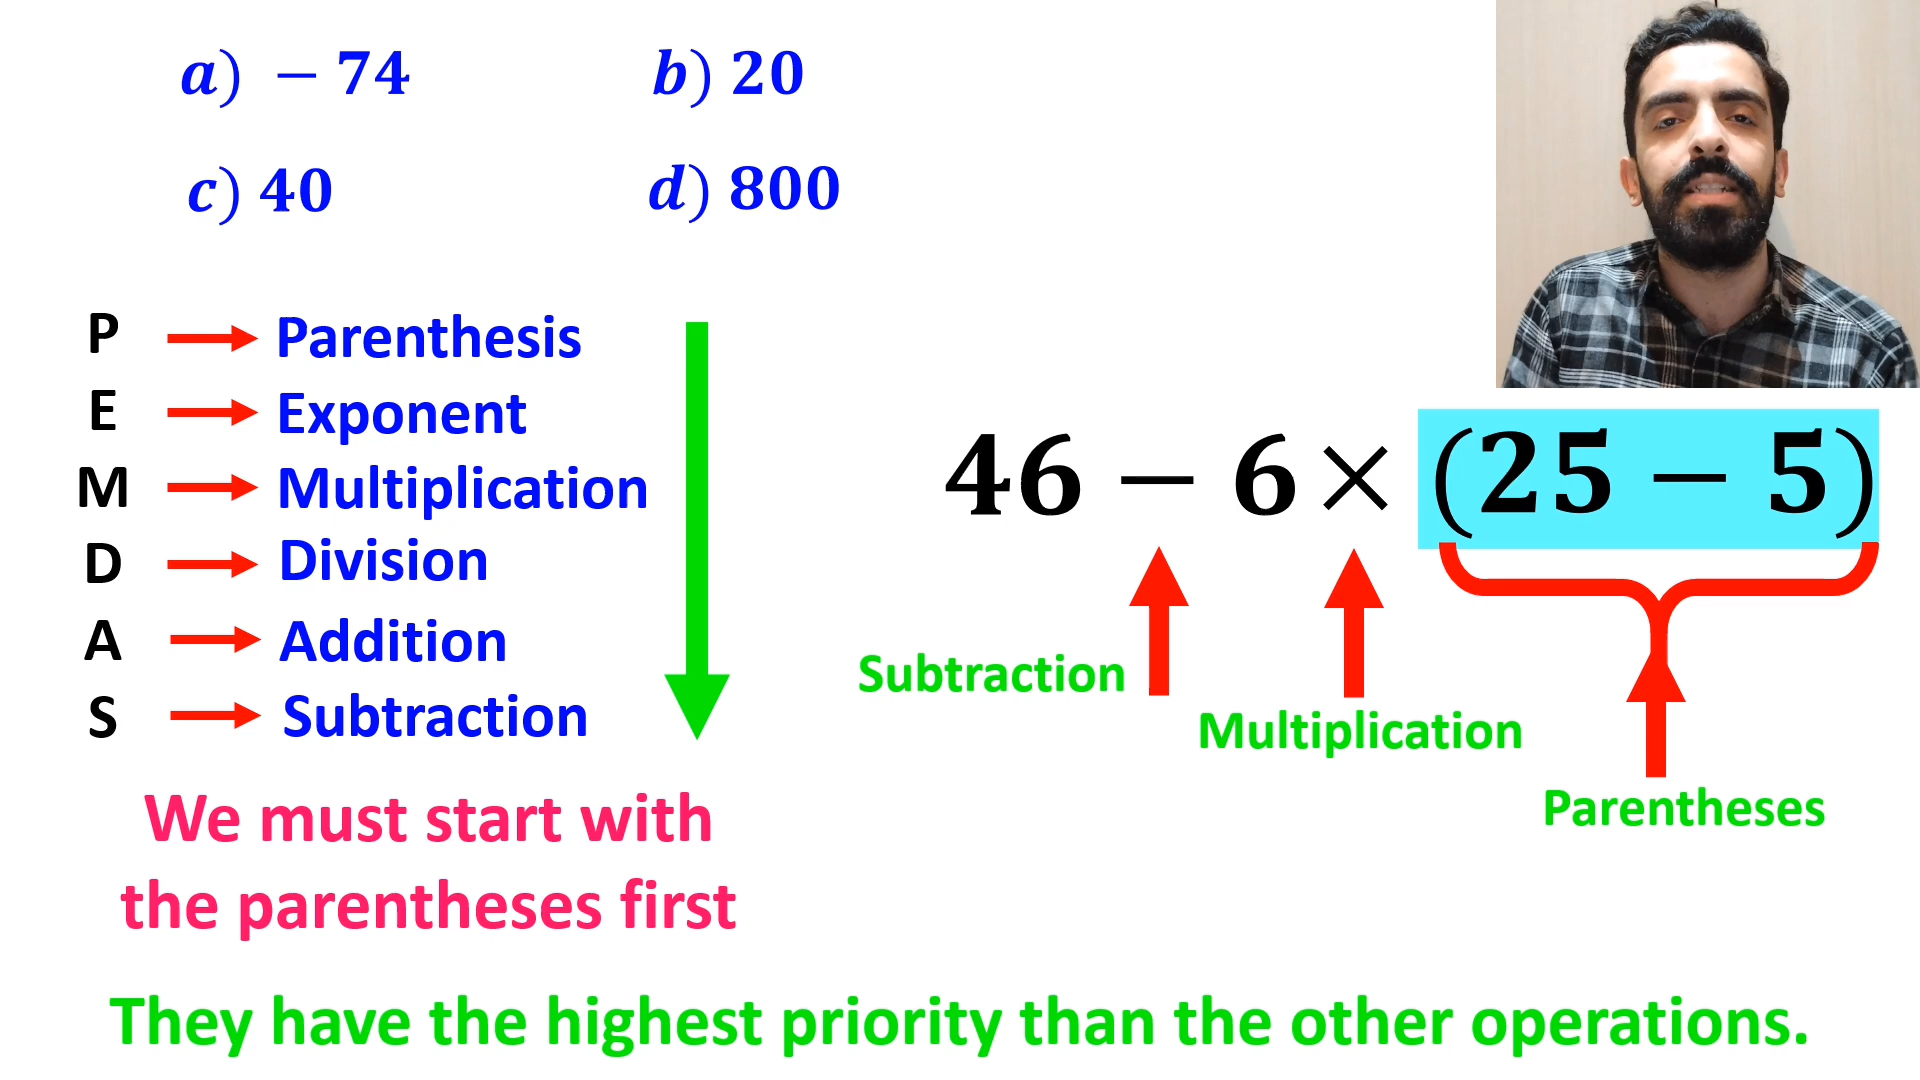 a) − 74
b) 20
c) 40
d) 800
P Parenthesis
E Exponent
M Multiplication
D Division
A Addition
S Subtraction
46 − 6 × (25 − 5)
Subtraction
Multiplication
Parentheses
We must start with
the parentheses first
They have the highest priority than the other operations.